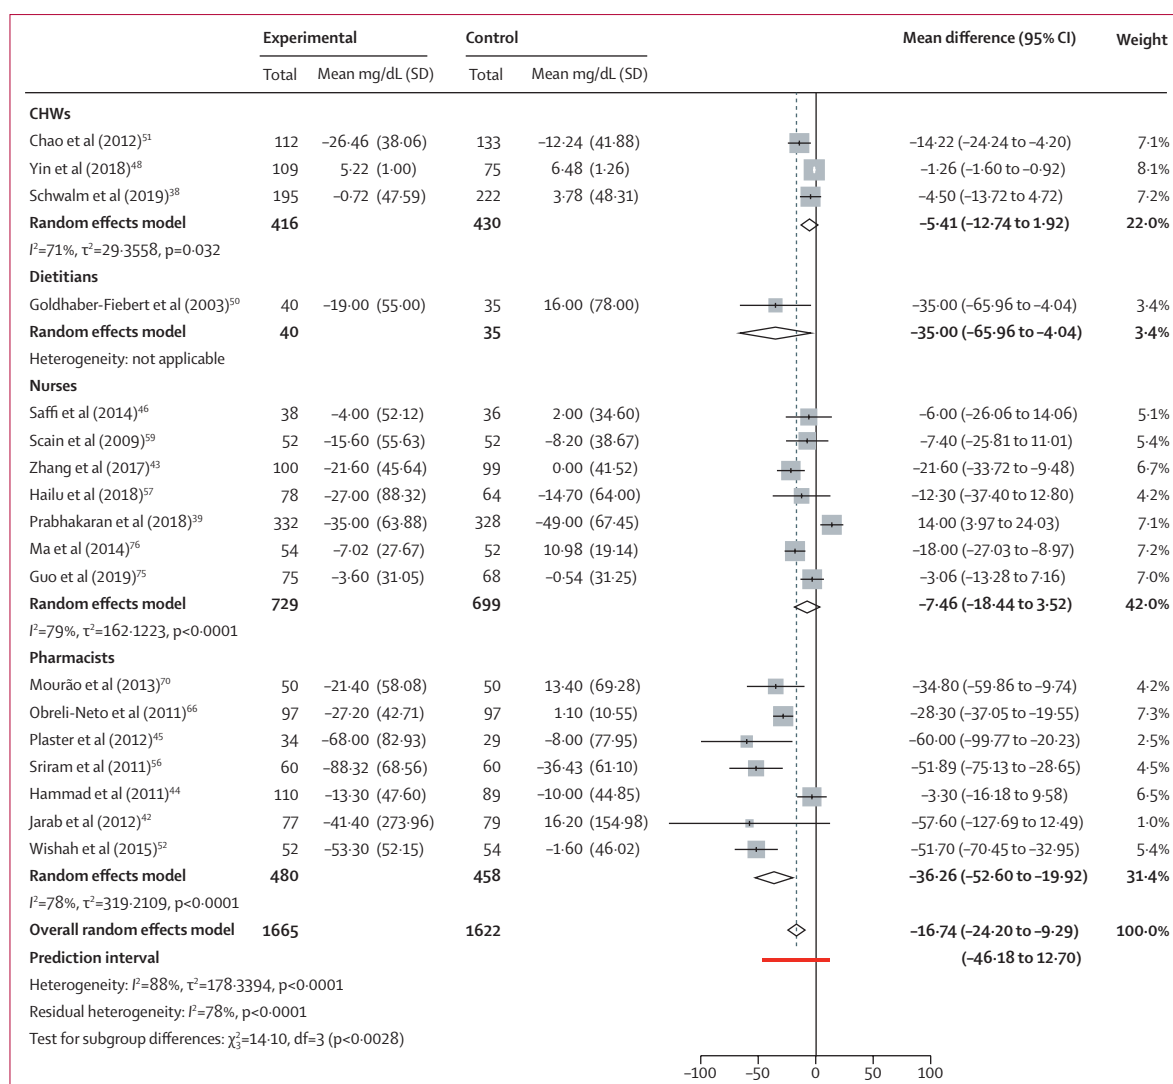 Experimental Control Mean difference (95% CI) Weight
Total Mean mg/dL (SD) Total Mean mg/dL (SD)
CHWs
Chao et al (2012)⁵¹ 112 –26·46 (38·06) 133 –12·24 (41·88) –14·22 (–24·24 to –4·20) 7·1%
Yin et al (2018)⁴⁸ 109 5·22 (1·00) 75 6·48 (1·26) –1·26 (–1·60 to –0·92) 8·1%
Schwalm et al (2019)³⁸ 195 –0·72 (47·59) 222 3·78 (48·31) –4·50 (–13·72 to 4·72) 7·2%
Random effects model 416 430 –5·41 (–12·74 to 1·92) 22·0%
I²=71%, τ²=29·3558, p=0·032
Dietitians
Goldhaber-Fiebert et al (2003)⁵⁰ 40 –19·00 (55·00) 35 16·00 (78·00) –35·00 (–65·96 to –4·04) 3·4%
Random effects model 40 35 –35·00 (–65·96 to –4·04) 3·4%
Heterogeneity: not applicable
Nurses
Saffi et al (2014)⁴⁶ 38 –4·00 (52·12) 36 2·00 (34·60) –6·00 (–26·06 to 14·06) 5·1%
Scain et al (2009)⁵⁹ 52 –15·60 (55·63) 52 –8·20 (38·67) –7·40 (–25·81 to 11·01) 5·4%
Zhang et al (2017)⁴³ 100 –21·60 (45·64) 99 0·00 (41·52) –21·60 (–33·72 to –9·48) 6·7%
Hailu et al (2018)⁵⁷ 78 –27·00 (88·32) 64 –14·70 (64·00) –12·30 (–37·40 to 12·80) 4·2%
Prabhakaran et al (2018)³⁹ 332 –35·00 (63·88) 328 –49·00 (67·45) 14·00 (3·97 to 24·03) 7·1%
Ma et al (2014)⁷⁶ 54 –7·02 (27·67) 52 10·98 (19·14) –18·00 (–27·03 to –8·97) 7·2%
Guo et al (2019)⁷⁵ 75 –3·60 (31·05) 68 –0·54 (31·25) –3·06 (–13·28 to 7·16) 7·0%
Random effects model 729 699 –7·46 (–18·44 to 3·52) 42·0%
I²=79%, τ²=162·1223, p<0·0001
Pharmacists
Mourão et al (2013)⁷⁰ 50 –21·40 (58·08) 50 13·40 (69·28) –34·80 (–59·86 to –9·74) 4·2%
Obreli-Neto et al (2011)⁶⁶ 97 –27·20 (42·71) 97 1·10 (10·55) –28·30 (–37·05 to –19·55) 7·3%
Plaster et al (2012)⁴⁵ 34 –68·00 (82·93) 29 –8·00 (77·95) –60·00 (–99·77 to –20·23) 2·5%
Sriram et al (2011)⁵⁶ 60 –88·32 (68·56) 60 –36·43 (61·10) –51·89 (–75·13 to –28·65) 4·5%
Hammad et al (2011)⁴⁴ 110 –13·30 (47·60) 89 –10·00 (44·85) –3·30 (–16·18 to 9·58) 6·5%
Jarab et al (2012)⁴² 77 –41·40 (273·96) 79 16·20 (154·98) –57·60 (–127·69 to 12·49) 1·0%
Wishah et al (2015)⁵² 52 –53·30 (52·15) 54 –1·60 (46·02) –51·70 (–70·45 to –32·95) 5·4%
Random effects model 480 458 –36·26 (–52·60 to –19·92) 31·4%
I²=78%, τ²=319·2109, p<0·0001
Overall random effects model 1665 1622 –16·74 (–24·20 to –9·29) 100·0%
Prediction interval (–46·18 to 12·70)
Heterogeneity: I²=88%, τ²=178·3394, p<0·0001
Residual heterogeneity: I²=78%, p<0·0001
Test for subgroup differences: χ²₃=14·10, df=3 (p<0·0028)
–100 –50 0 50 100